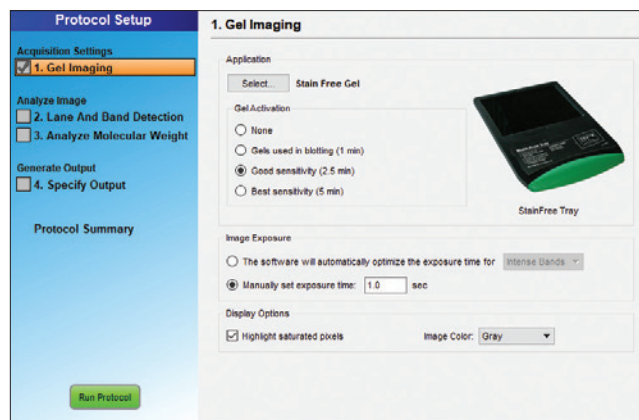 Protocol Setup
Acquisition Settings
1. Gel Imaging
Analyze Image
2. Lane And Band Detection
3. Analyze Molecular Weight
Generate Output
4. Specify Output
Protocol Summary
Run Protocol
1. Gel Imaging
Application
Select... Stain Free Gel
Gel Activation
None
Gels used in blotting (1 min)
Good sensitivity (2.5 min)
Best sensitivity (5 min)
StainFree Tray
Image Exposure
The software will automatically optimize the exposure time for Intense Bands
Manually set exposure time: 1.0 sec
Display Options
Highlight saturated pixels Image Color: Gray